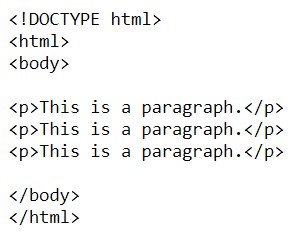 <!DOCTYPE html>
<html>
<body>

<p>This is a paragraph.</p>
<p>This is a paragraph.</p>
<p>This is a paragraph.</p>

</body>
</html>